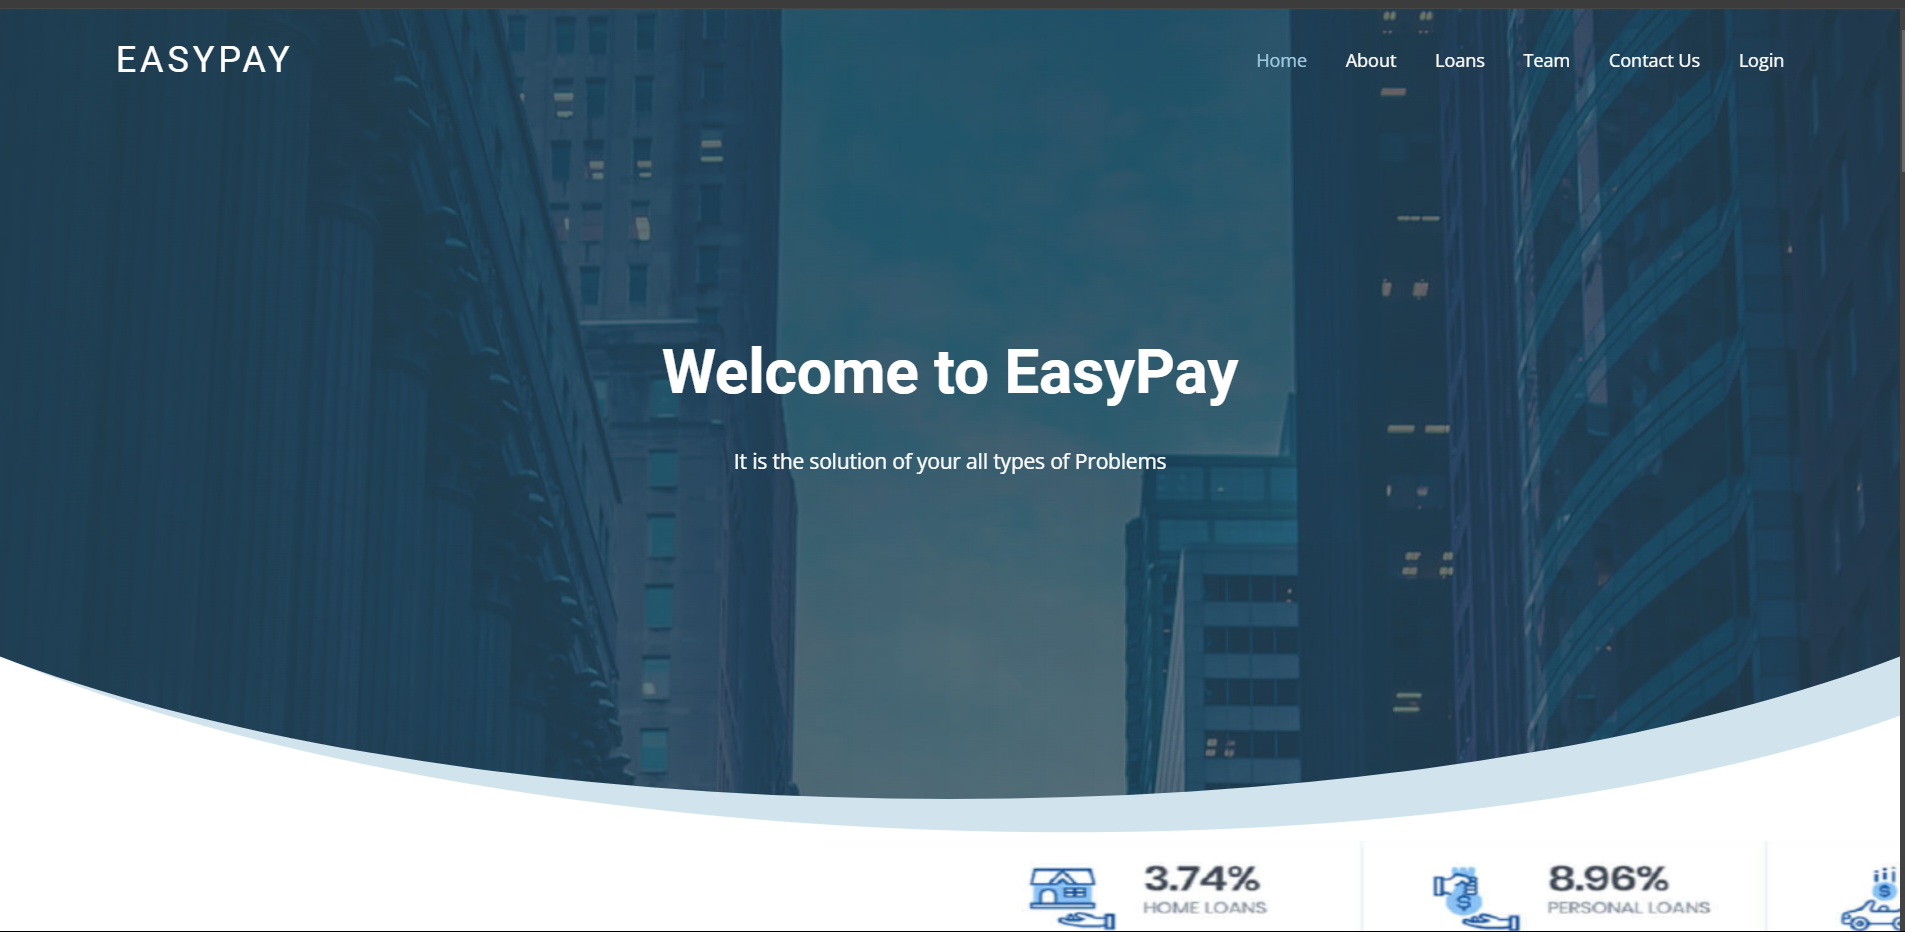 EASYPAY
Home About Loans Team Contact Us Login
Welcome to EasyPay
It is the solution of your all types of Problems
3.74%
HOME LOANS
8.96%
PERSONAL LOANS